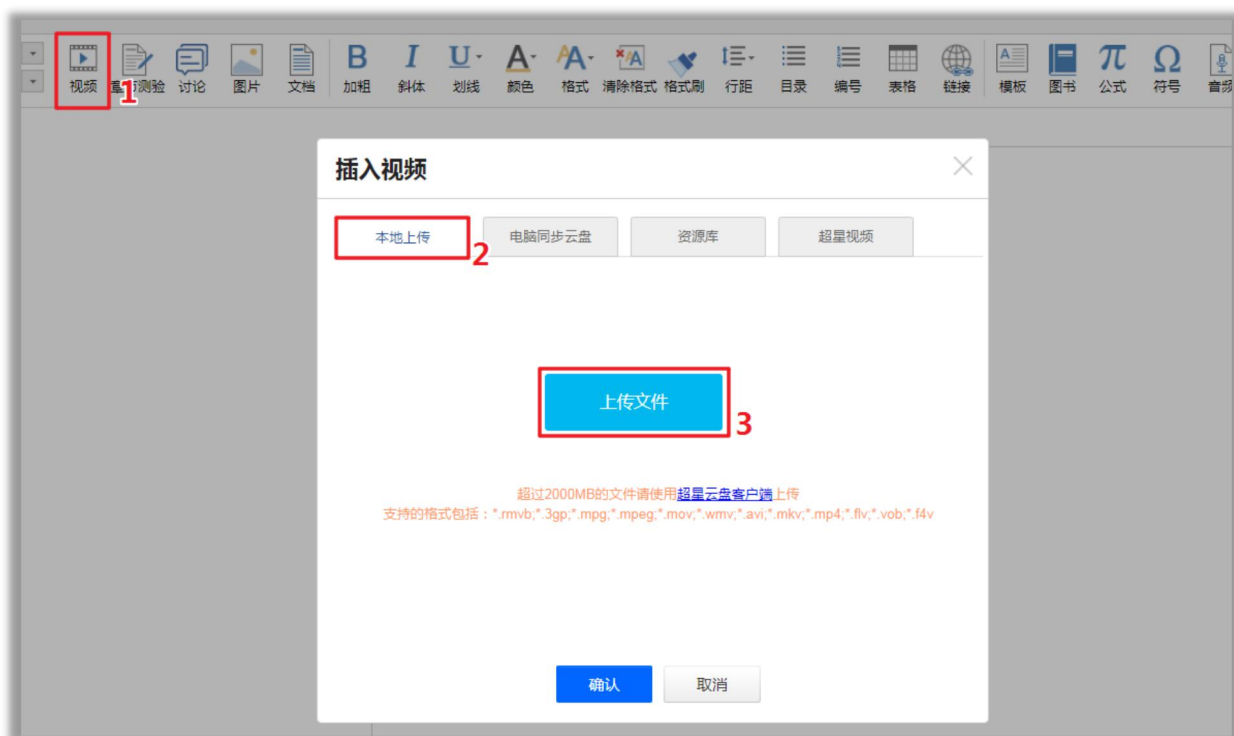 视频 测验 讨论 图片 文档 加粗 斜体 划线 颜色 格式 清除格式 格式刷 行距 目录 编号 表格 链接 模板 图书 公式 符号 音频
1
插入视频
本地上传 电脑同步云盘 资源库 超星视频
2
上传文件
3
超过2000MB的文件请使用超星云盘客户端上传
支持的格式包括：*.rmvb;*.3gp;*.mpg;*.mpeg;*.mov;*.wmv;*.avi;*.mkv;*.mp4;*.flv;*.vob;*.f4v
确认 取消